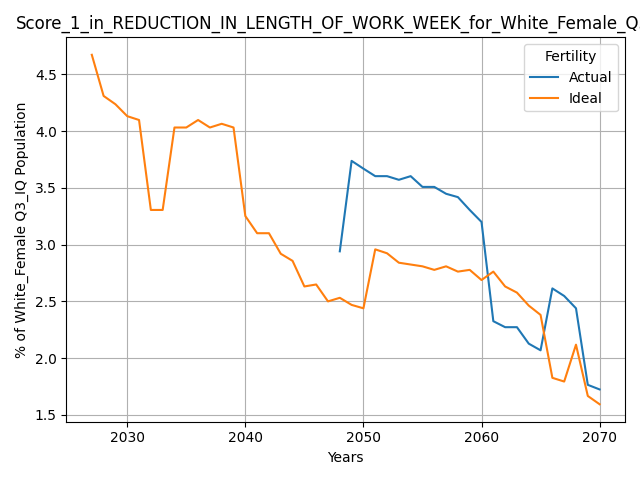 Score_1_in_REDUCTION_IN_LENGTH_OF_WORK_WEEK_for_White_Female_Q
Fertility
Actual
Ideal
% of White_Female Q3_IQ Population
4.5
4.0
3.5
3.0
2.5
2.0
1.5
2030
2040
2050
2060
2070
Years